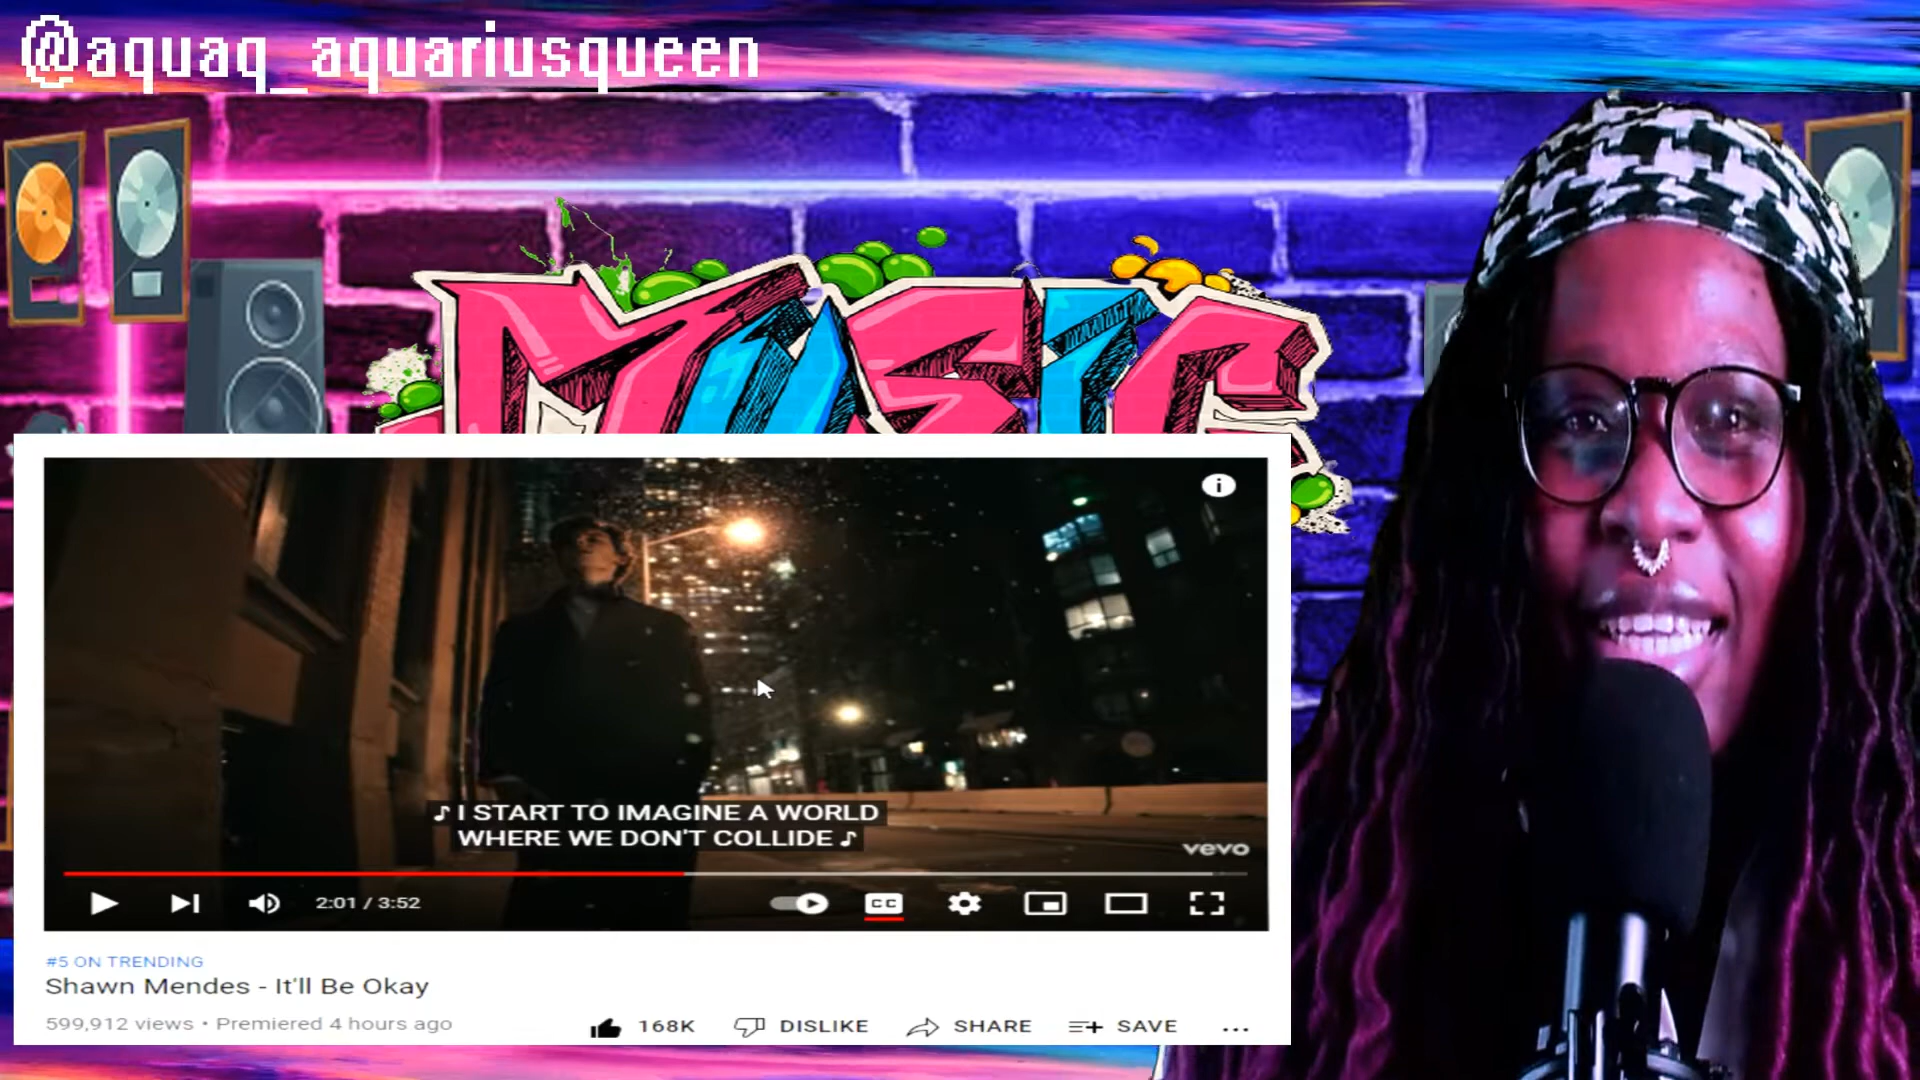 @aquaq_aquariusqueen
MUSIC
♪ I START TO IMAGINE A WORLD
WHERE WE DON'T COLLIDE ♪
vevo
2:01 / 3:52
CC
#5 ON TRENDING
Shawn Mendes - It'll Be Okay
599,912 views • Premiered 4 hours ago
168K DISLIKE SHARE SAVE ...